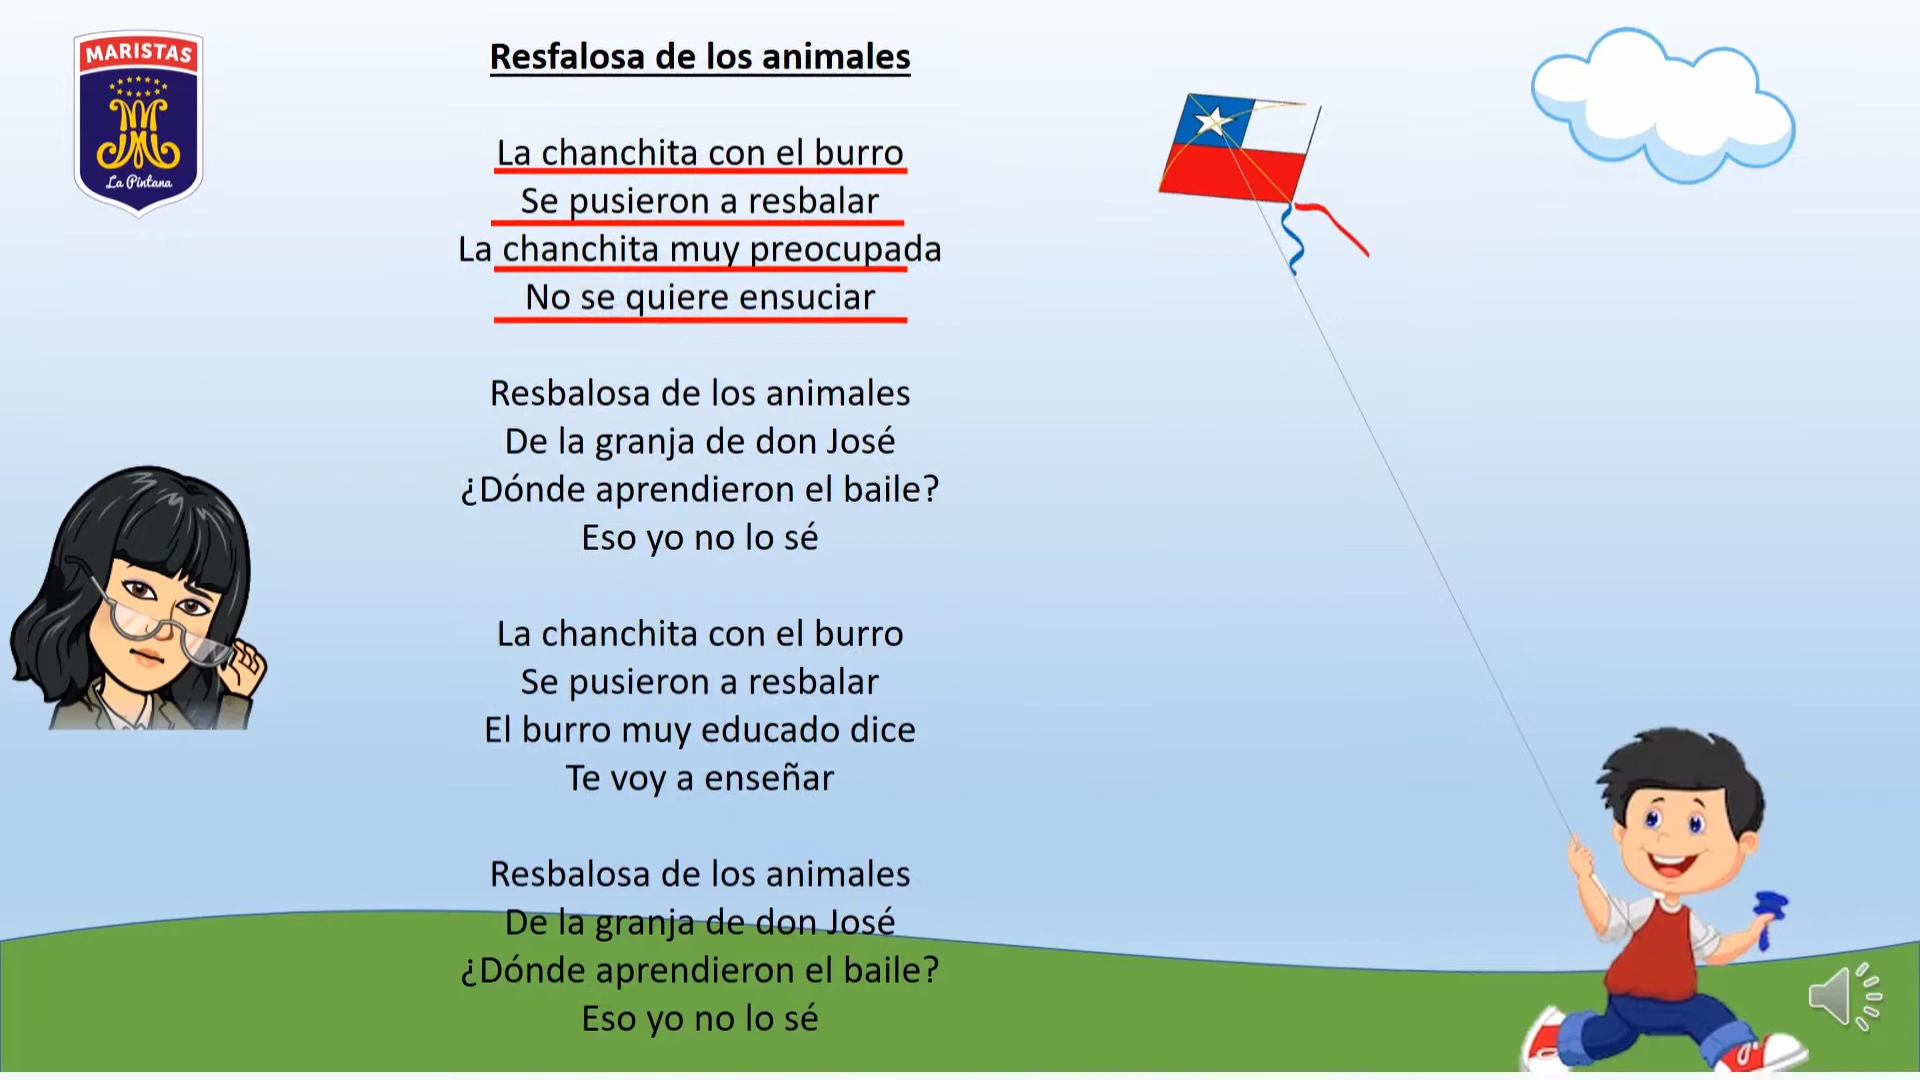 MARISTAS
La Pintana
Resfalosa de los animales
La chanchita con el burro
Se pusieron a resbalar
La chanchita muy preocupada
No se quiere ensuciar
Resbalosa de los animales
De la granja de don José
¿Dónde aprendieron el baile?
Eso yo no lo sé
La chanchita con el burro
Se pusieron a resbalar
El burro muy educado dice
Te voy a enseñar
Resbalosa de los animales
De la granja de don José
¿Dónde aprendieron el baile?
Eso yo no lo sé